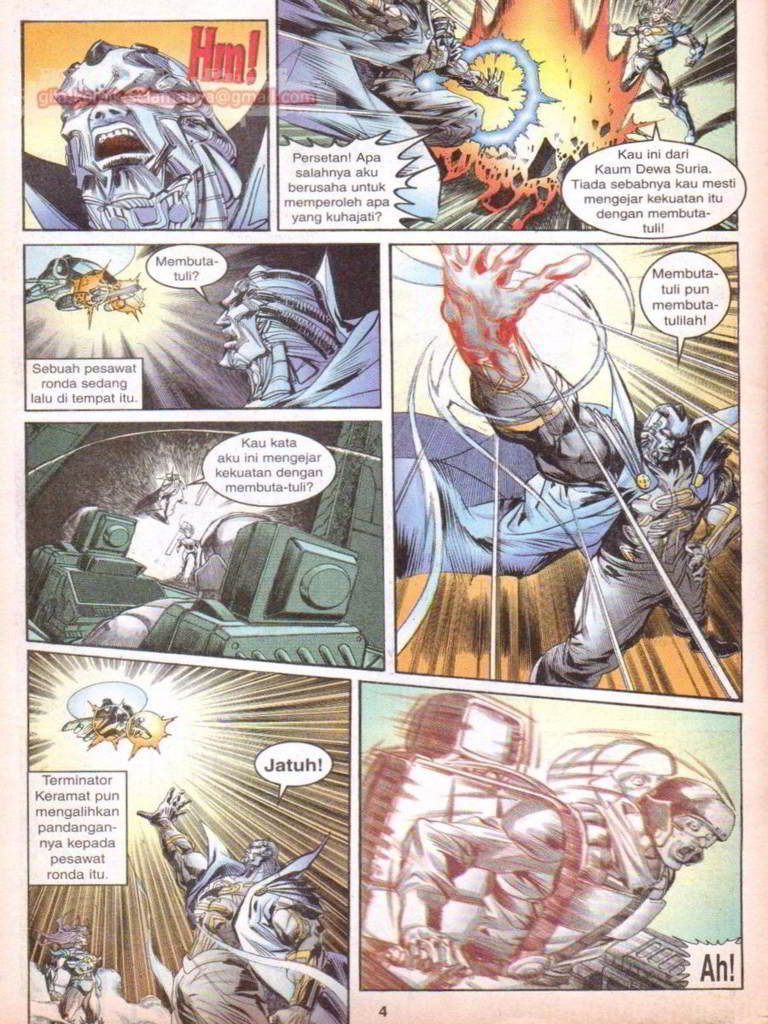 Hm!
Persetan! Apa
salahnya aku
berusaha untuk
memperoleh apa
yang kuhajati?
Kau ini dari
Kaum Dewa Suria.
Tiada sebabnya kau mesti
mengejar kekuatan itu
dengan membuta-
tuli!
Membuta-
tuli?
Sebuah pesawat
ronda sedang
lalu di tempat itu.
Membuta-
tuli pun
membuta-
tulilah!
Kau kata
aku ini mengejar
kekuatan dengan
membuta-tuli?
Terminator
Keramat pun
mengalihkan
pandangan-
nya kepada
pesawat
ronda itu.
Jatuh!
Ah!
4